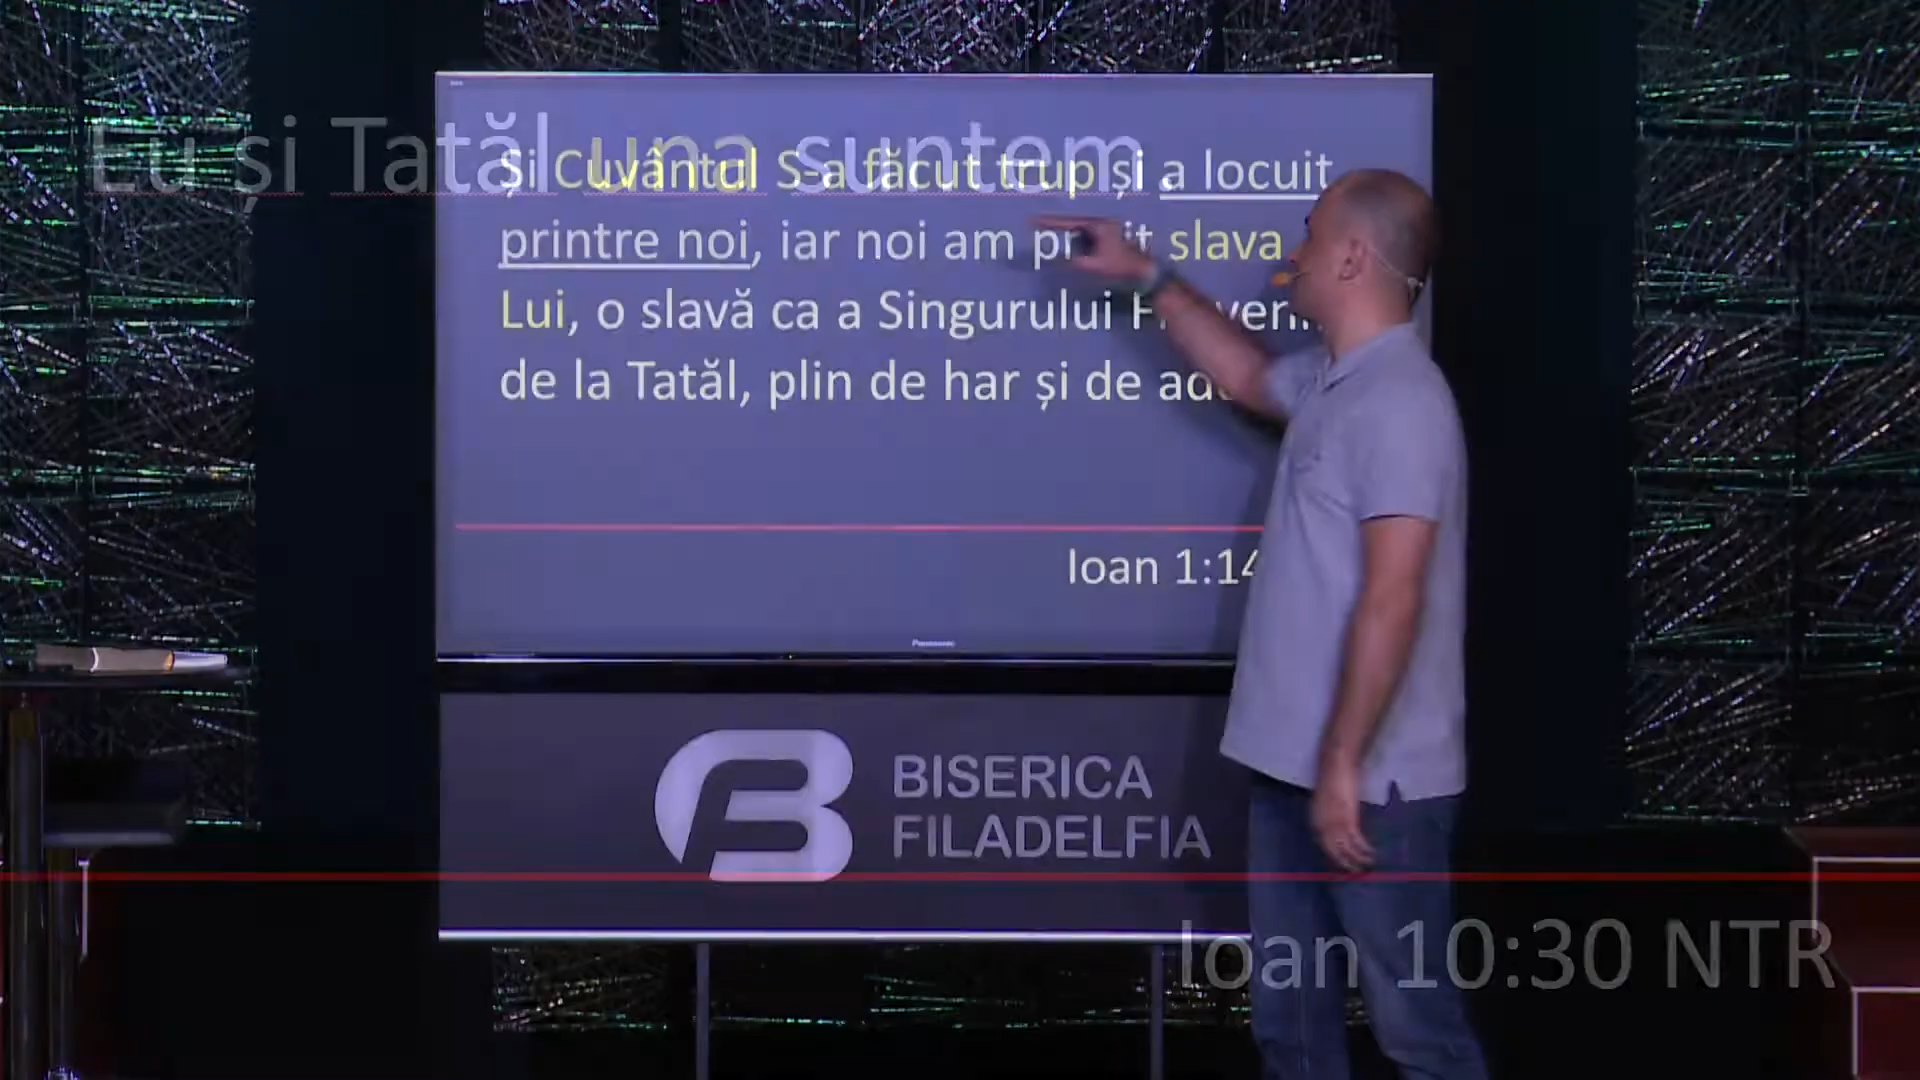 Eu și Tatăl una suntem.
Și Cuvântul S-a făcut trup și a locuit
printre noi, iar noi am slava
Lui, o slavă ca a Singurului
de la Tatăl, plin de har și de
Ioan 1:14
Panasonic
BISERICA
FILADELFIA
Ioan 10:30 NTR